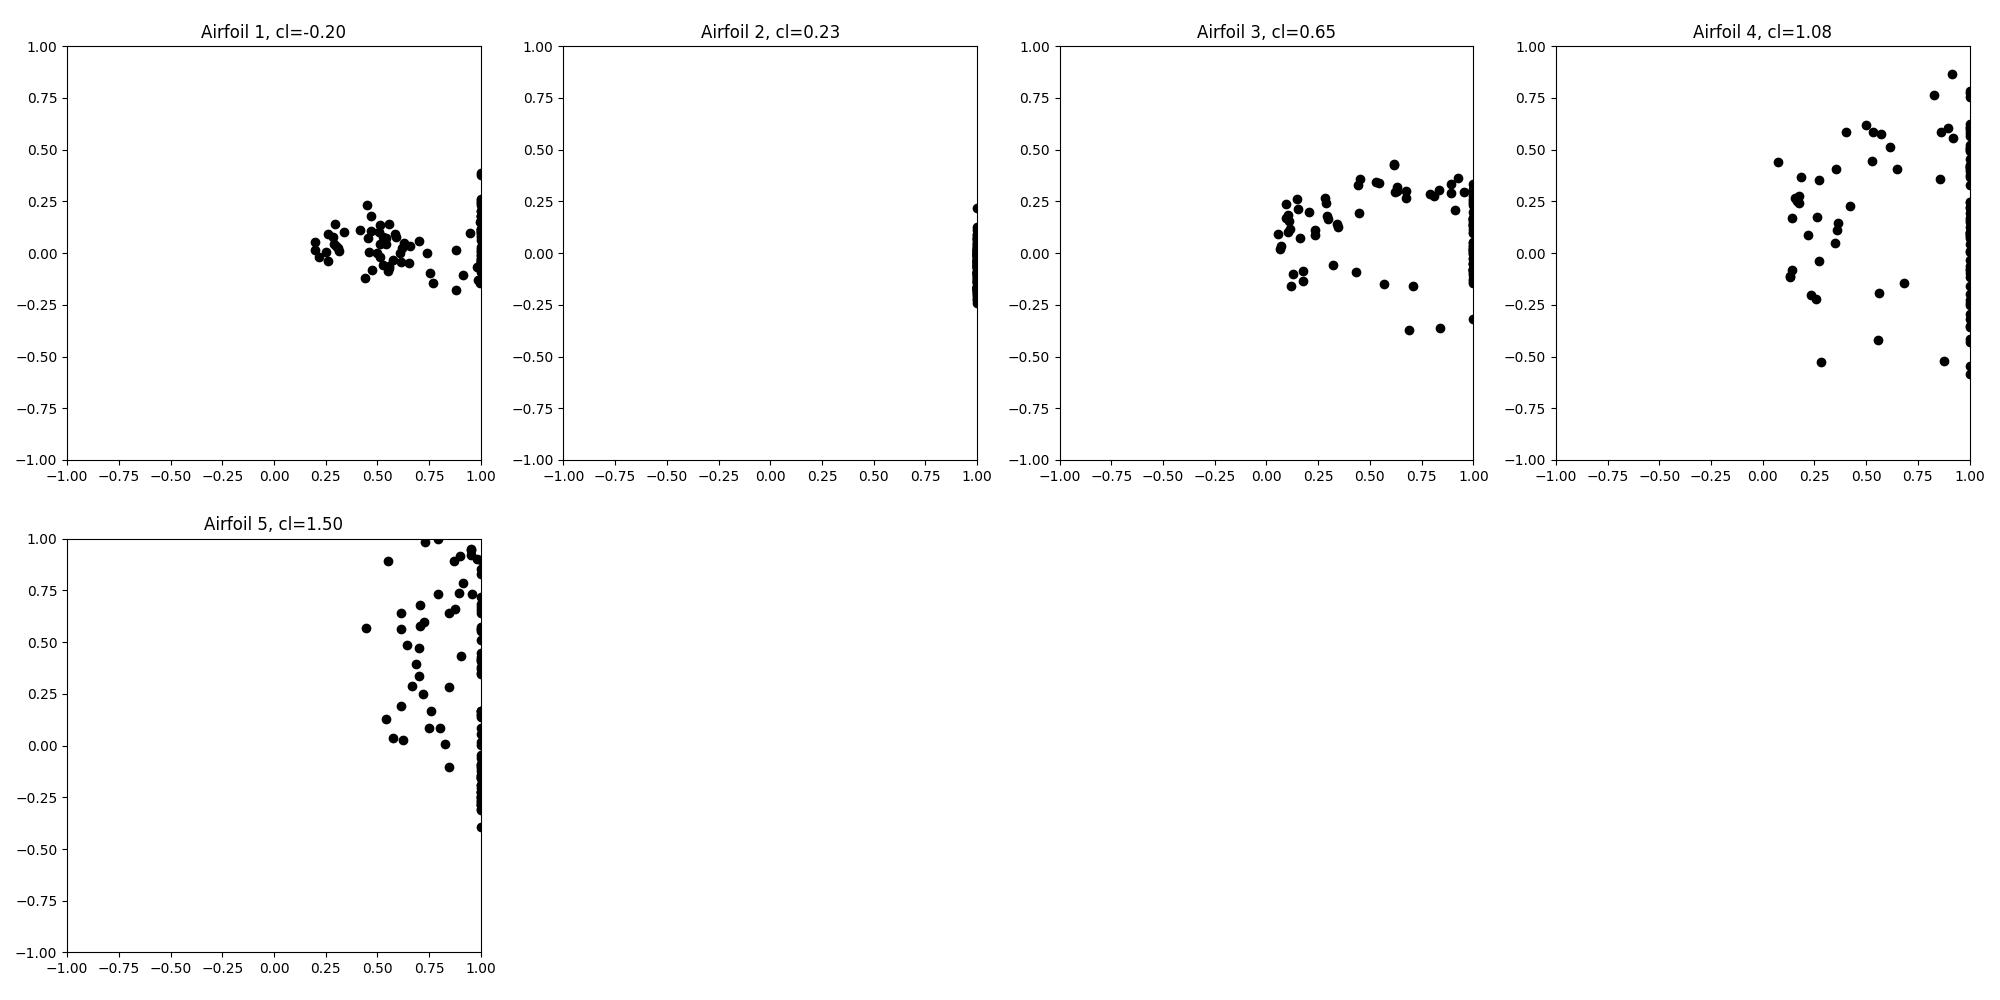 Airfoil 1, cl=-0.20
Airfoil 2, cl=0.23
Airfoil 3, cl=0.65
Airfoil 4, cl=1.08
1.00 1.00 1.00 1.00
0.75 0.75 0.75 0.75
0.50 0.50 0.50 0.50
0.25 0.25 0.25 0.25
0.00 0.00 0.00 0.00
−0.25 −0.25 −0.25 −0.25
−0.50 −0.50 −0.50 −0.50
−0.75 −0.75 −0.75 −0.75
−1.00 −1.00 −1.00 −1.00
−1.00 −0.75 −0.50 −0.25 0.00 0.25 0.50 0.75 1.00
−1.00 −0.75 −0.50 −0.25 0.00 0.25 0.50 0.75 1.00
−1.00 −0.75 −0.50 −0.25 0.00 0.25 0.50 0.75 1.00
−1.00 −0.75 −0.50 −0.25 0.00 0.25 0.50 0.75 1.00
Airfoil 5, cl=1.50
1.00
0.75
0.50
0.25
0.00
−0.25
−0.50
−0.75
−1.00
−1.00 −0.75 −0.50 −0.25 0.00 0.25 0.50 0.75 1.00